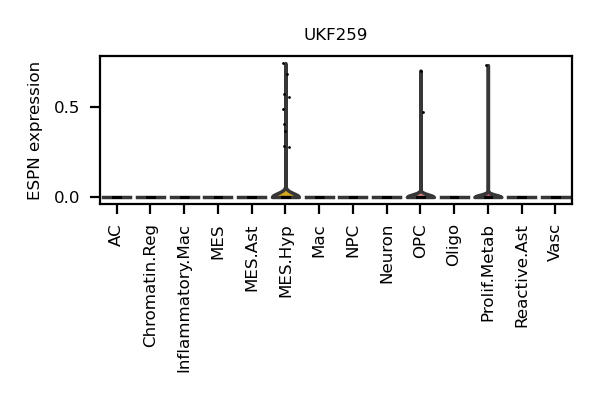 UKF259
ESPN expression
0.5
0.0
AC
Chromatin.Reg
Inflammatory.Mac
MES
MES.Ast
MES.Hyp
Mac
NPC
Neuron
OPC
Oligo
Prolif.Metab
Reactive.Ast
Vasc